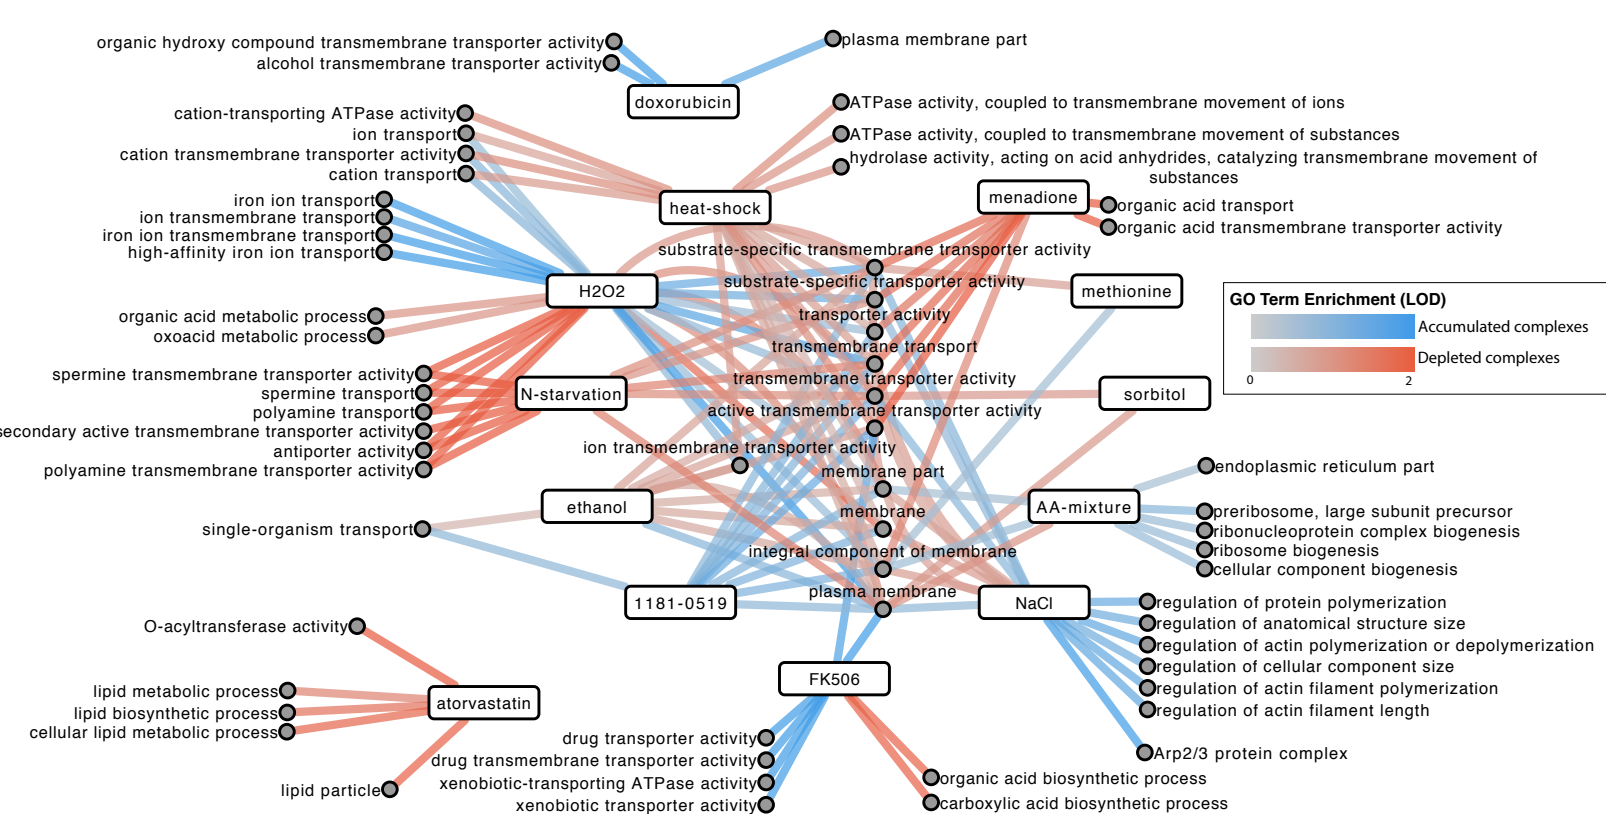 organic hydroxy compound transmembrane transporter activity
plasma membrane part
alcohol transmembrane transporter activity
doxorubicin
cation-transporting ATPase activity
ion transport
cation transmembrane transporter activity
cation transport
ATPase activity, coupled to transmembrane movement of ions
ATPase activity, coupled to transmembrane movement of substances
hydrolase activity, acting on acid anhydrides, catalyzing transmembrane movement of
substances
iron ion transport
ion transmembrane transport
iron ion transmembrane transport
high-affinity iron ion transport
heat-shock
menadione
organic acid transport
organic acid transmembrane transporter activity
substrate-specific transmembrane transporter activity
substrate-specific transporter activity
transporter activity
transmembrane transport
transmembrane transporter activity
active transmembrane transporter activity
ion transmembrane transporter activity
membrane part
membrane
integral component of membrane
plasma membrane
H2O2
methionine
GO Term Enrichment (LOD)
Accumulated complexes
Depleted complexes
0
2
organic acid metabolic process
oxoacid metabolic process
spermine transmembrane transporter activity
spermine transport
polyamine transport
secondary active transmembrane transporter activity
antiporter activity
polyamine transmembrane transporter activity
N-starvation
sorbitol
ethanol
AA-mixture
endoplasmic reticulum part
preribosome, large subunit precursor
ribonucleoprotein complex biogenesis
ribosome biogenesis
cellular component biogenesis
single-organism transport
1181-0519
NaCl
regulation of protein polymerization
regulation of anatomical structure size
regulation of actin polymerization or depolymerization
regulation of cellular component size
regulation of actin filament polymerization
regulation of actin filament length
Arp2/3 protein complex
O-acyltransferase activity
lipid metabolic process
lipid biosynthetic process
cellular lipid metabolic process
lipid particle
atorvastatin
FK506
drug transporter activity
drug transmembrane transporter activity
xenobiotic-transporting ATPase activity
xenobiotic transporter activity
organic acid biosynthetic process
carboxylic acid biosynthetic process